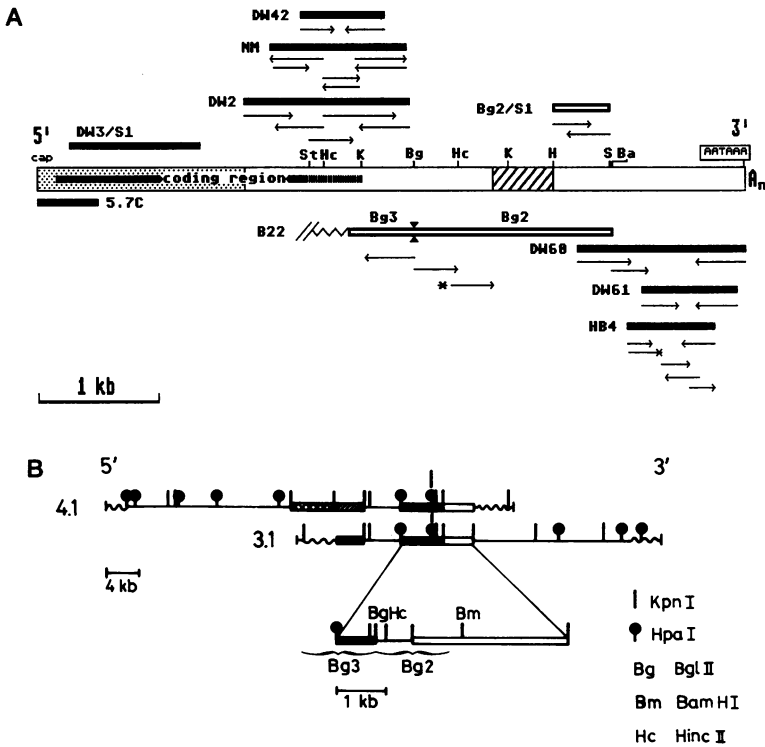 A
DW42
NM
DW2
Bg2/S1
5' DW3/S1 3'
cap St Hc K Bg Hc K H S Ba AATAAA
coding region An
5.7C
Bg3 Bg2
B22
DW60
DW61
HB4
1 kb
B 5' 3'
4.1
3.1
4 kb
Bg Hc Bm
Bg3 Bg2
1 kb
Kpn I
Hpa I
Bg Bgl II
Bm Bam H I
Hc Hinc II